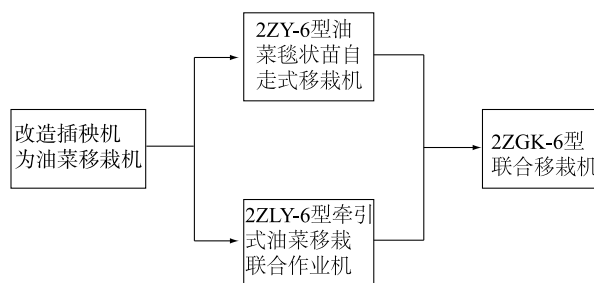 改造插秧机
为油菜移栽机
2ZY-6型油
菜毯状苗自
走式移栽机
2ZLY-6型牵引
式油菜移栽
联合作业机
2ZGK-6型
联合移栽机